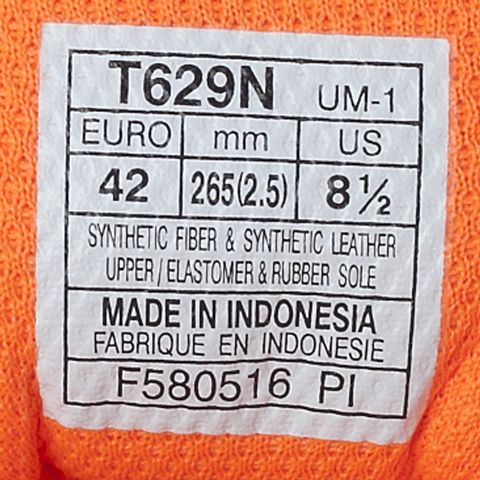 T629N UM-1
EURO mm US
42 265(2.5) 8 ½
SYNTHETIC FIBER & SYNTHETIC LEATHER
UPPER/ELASTOMER & RUBBER SOLE
MADE IN INDONESIA
FABRIQUE EN INDONESIE
F580516 PI